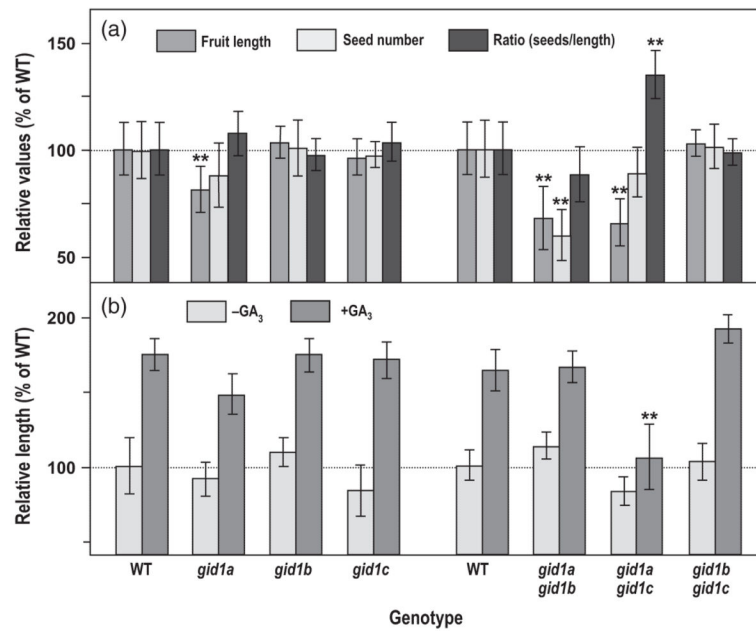 (a)
Fruit length
Seed number
Ratio (seeds/length)
Relative values (% of WT)
150
100
50
**
**
**
**
**
(b)
–GA₃
+GA₃
Relative length (% of WT)
200
100
**
WT
gid1a
gid1b
gid1c
WT
gid1a
gid1b
gid1a
gid1c
gid1b
gid1c
Genotype